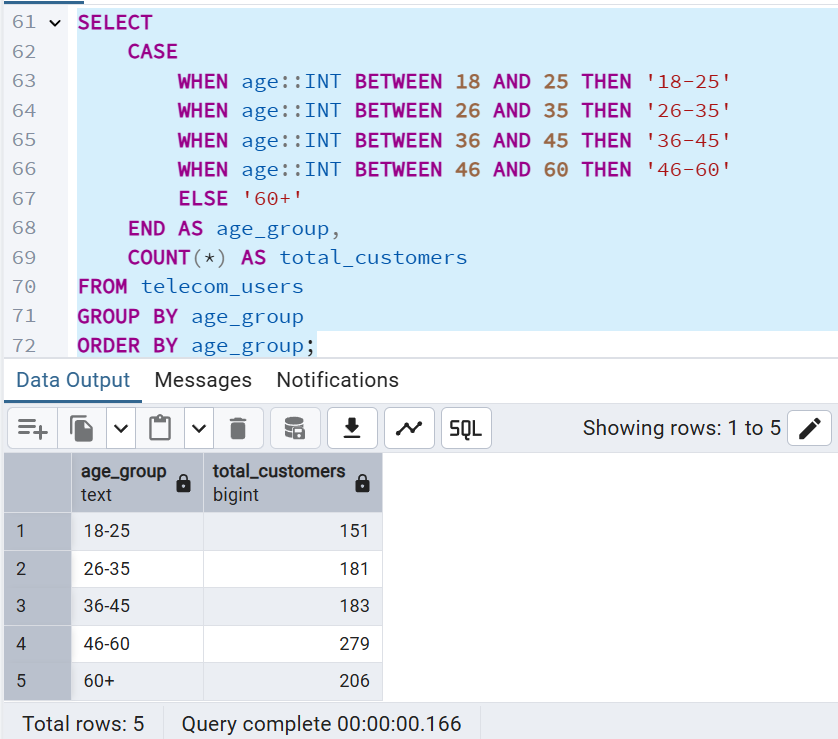 61 SELECT
62 CASE
63 WHEN age::INT BETWEEN 18 AND 25 THEN '18-25'
64 WHEN age::INT BETWEEN 26 AND 35 THEN '26-35'
65 WHEN age::INT BETWEEN 36 AND 45 THEN '36-45'
66 WHEN age::INT BETWEEN 46 AND 60 THEN '46-60'
67 ELSE '60+'
68 END AS age_group,
69 COUNT(*) AS total_customers
70 FROM telecom_users
71 GROUP BY age_group
72 ORDER BY age_group;
Data Output Messages Notifications
SQL Showing rows: 1 to 5
age_group total_customers
text bigint
1 18-25 151
2 26-35 181
3 36-45 183
4 46-60 279
5 60+ 206
Total rows: 5 Query complete 00:00:00.166